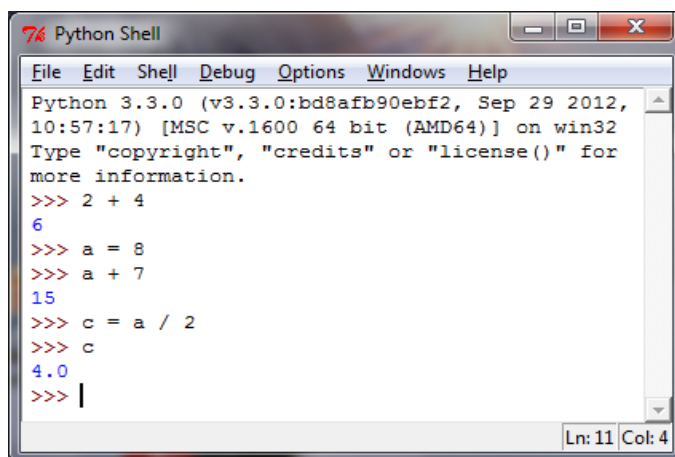 Python Shell
File Edit Shell Debug Options Windows Help
Python 3.3.0 (v3.3.0:bd8afb90ebf2, Sep 29 2012,
10:57:17) [MSC v.1600 64 bit (AMD64)] on win32
Type "copyright", "credits" or "license()" for
more information.
>>> 2 + 4
6
>>> a = 8
>>> a + 7
15
>>> c = a / 2
>>> c
4.0
>>>
Ln: 11 Col: 4